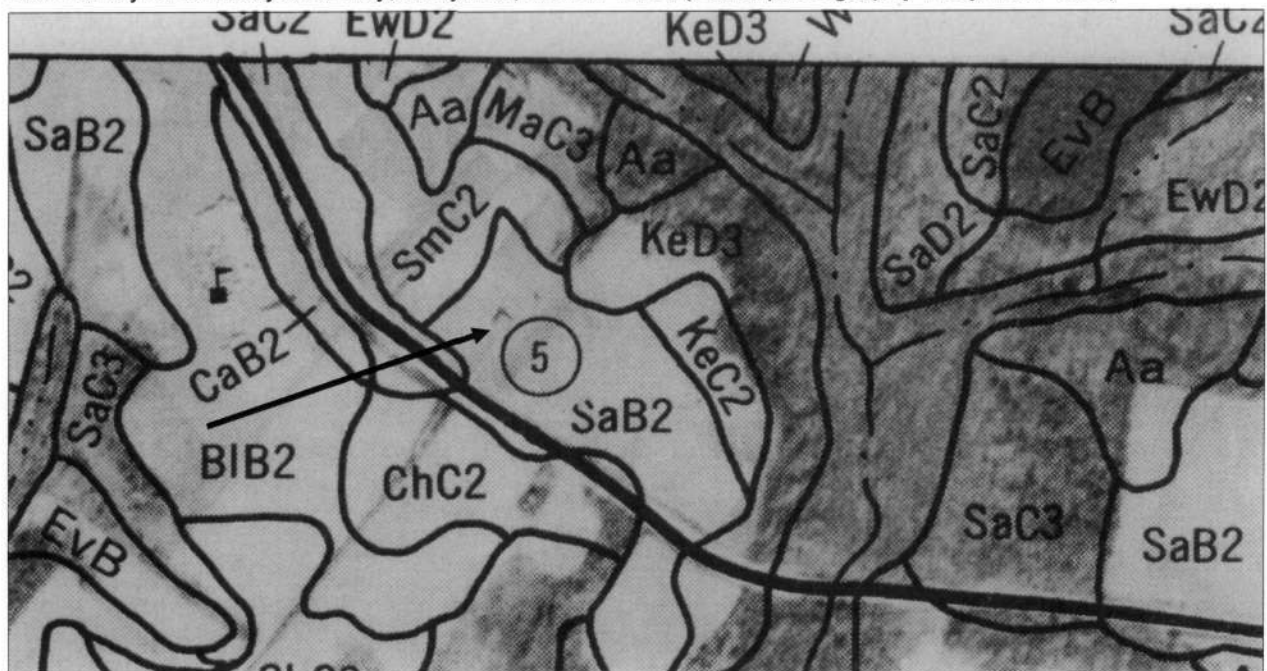 SaC2 EwD2 KeD3 W SaC2
SaB2 Aa MaC3 Aa SaC2 EvB
SmC2 KeD3 SaD2 EwD2
CaB2 5 KeC2 Aa
SaC3 SaB2
BlB2 ChC2
EvB SaC3 SaB2